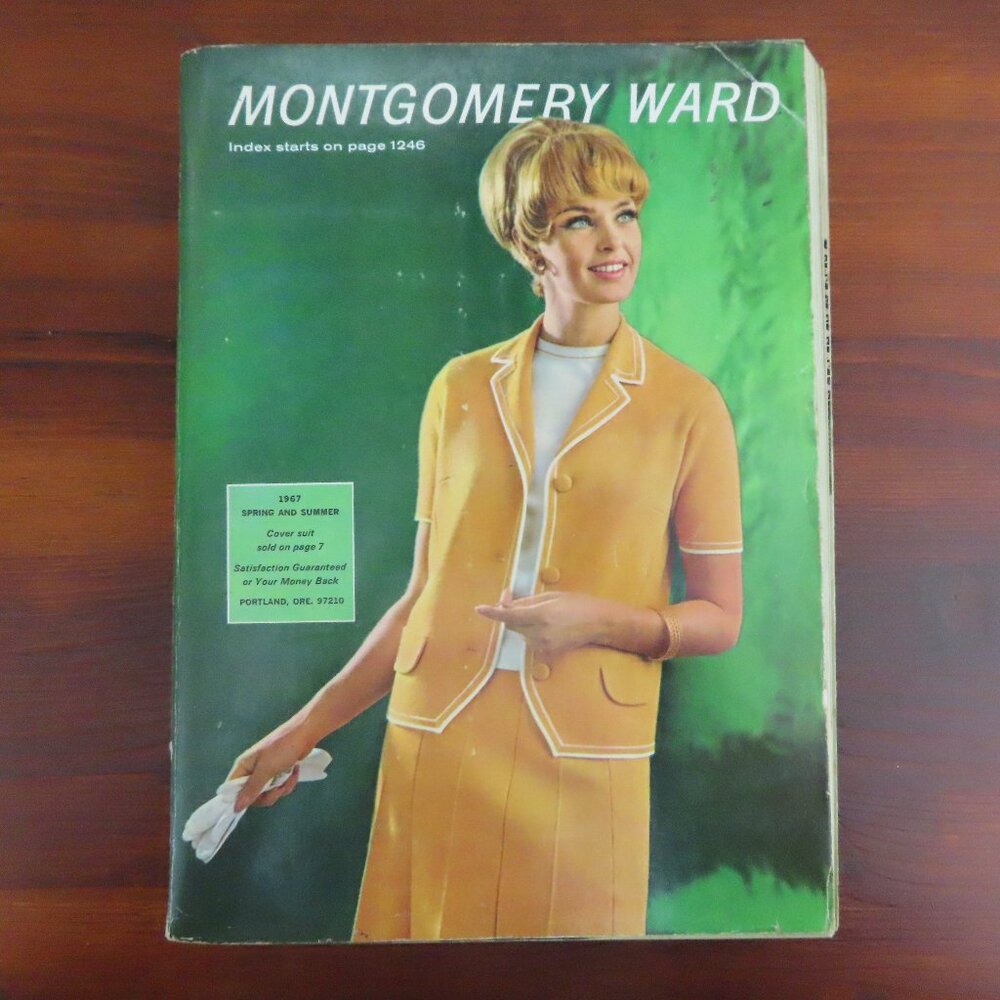 MONTGOMERY WARD
Index starts on page 1246
1967
SPRING AND SUMMER
Cover suit
sold on page 7
Satisfaction Guaranteed
or Your Money Back
PORTLAND, ORE. 97210